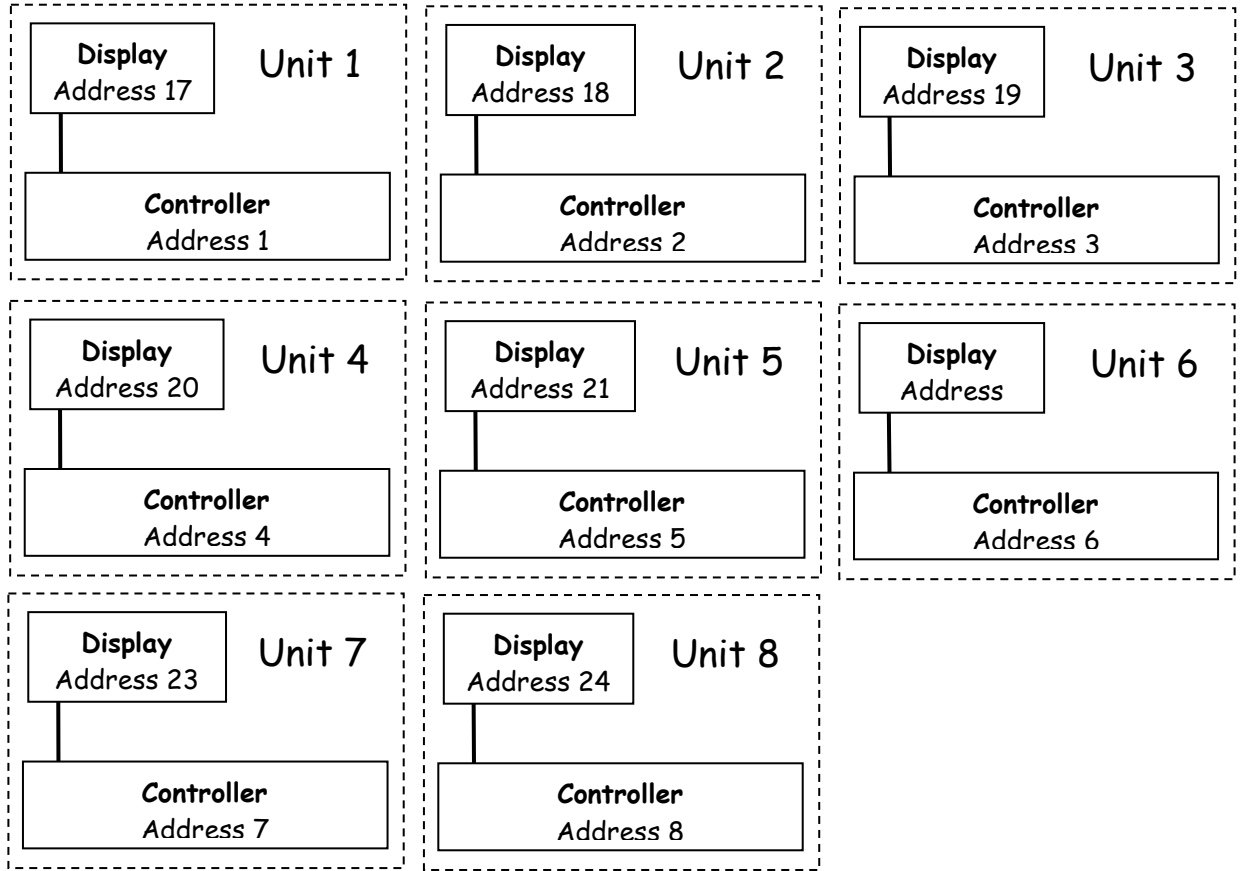 Display
Address 17
Unit 1
Controller
Address 1
Display
Address 18
Unit 2
Controller
Address 2
Display
Address 19
Unit 3
Controller
Address 3
Display
Address 20
Unit 4
Controller
Address 4
Display
Address 21
Unit 5
Controller
Address 5
Display
Address
Unit 6
Controller
Address 6
Display
Address 23
Unit 7
Controller
Address 7
Display
Address 24
Unit 8
Controller
Address 8